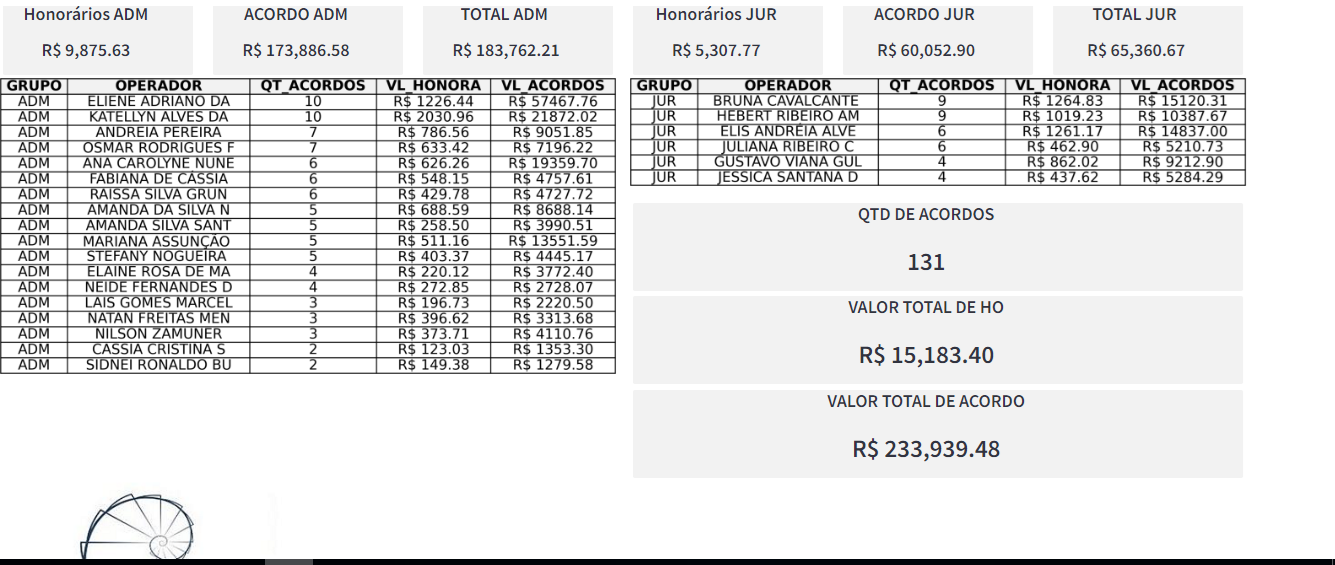 Honorários ADM ACORDO ADM TOTAL ADM
R$ 9,875.63 R$ 173,886.58 R$ 183,762.21
GRUPO OPERADOR QT_ACORDOS VL_HONORA VL_ACORDOS
ADM ELIENE ADRIANO DA 10 R$ 1226.44 R$ 57467.76
ADM KATELLYN ALVES DA 10 R$ 2030.96 R$ 21872.02
ADM ANDREIA PEREIRA 7 R$ 786.56 R$ 9051.85
ADM OSMAR RODRIGUES F 7 R$ 633.42 R$ 7196.22
ADM ANA CAROLYNE NUNE 6 R$ 626.26 R$ 19359.70
ADM FABIANA DE CÁSSIA 6 R$ 548.15 R$ 4757.61
ADM RAISSA SILVA GRUN 6 R$ 429.78 R$ 4727.72
ADM AMANDA DA SILVA N 5 R$ 688.59 R$ 8688.14
ADM AMANDA SILVA SANT 5 R$ 258.50 R$ 3990.51
ADM MARIANA ASSUNÇÃO 5 R$ 511.16 R$ 13551.59
ADM STEFANY NOGUEIRA 5 R$ 403.37 R$ 4445.17
ADM ELAINE ROSA DE MA 4 R$ 220.12 R$ 3772.40
ADM NEIDE FERNANDES D 4 R$ 272.85 R$ 2728.07
ADM LAIS GOMES MARCEL 3 R$ 196.73 R$ 2220.50
ADM NATAN FREITAS MEN 3 R$ 396.62 R$ 3313.68
ADM NILSON ZAMUNER 3 R$ 373.71 R$ 4110.76
ADM CASSIA CRISTINA S 2 R$ 123.03 R$ 1353.30
ADM SIDNEI RONALDO BU 2 R$ 149.38 R$ 1279.58
Honorários JUR ACORDO JUR TOTAL JUR
R$ 5,307.77 R$ 60,052.90 R$ 65,360.67
GRUPO OPERADOR QT_ACORDOS VL_HONORA VL_ACORDOS
JUR BRUNA CAVALCANTE 9 R$ 1264.83 R$ 15120.31
JUR HEBERT RIBEIRO AM 9 R$ 1019.23 R$ 10387.67
JUR ELIS ANDRÉIA ALVE 6 R$ 1261.17 R$ 14837.00
JUR JULIANA RIBEIRO C 6 R$ 462.90 R$ 5210.73
JUR GUSTAVO VIANA GUL 4 R$ 862.02 R$ 9212.90
JUR JESSICA SANTANA D 4 R$ 437.62 R$ 5284.29
QTD DE ACORDOS
131
VALOR TOTAL DE HO
R$ 15,183.40
VALOR TOTAL DE ACORDO
R$ 233,939.48